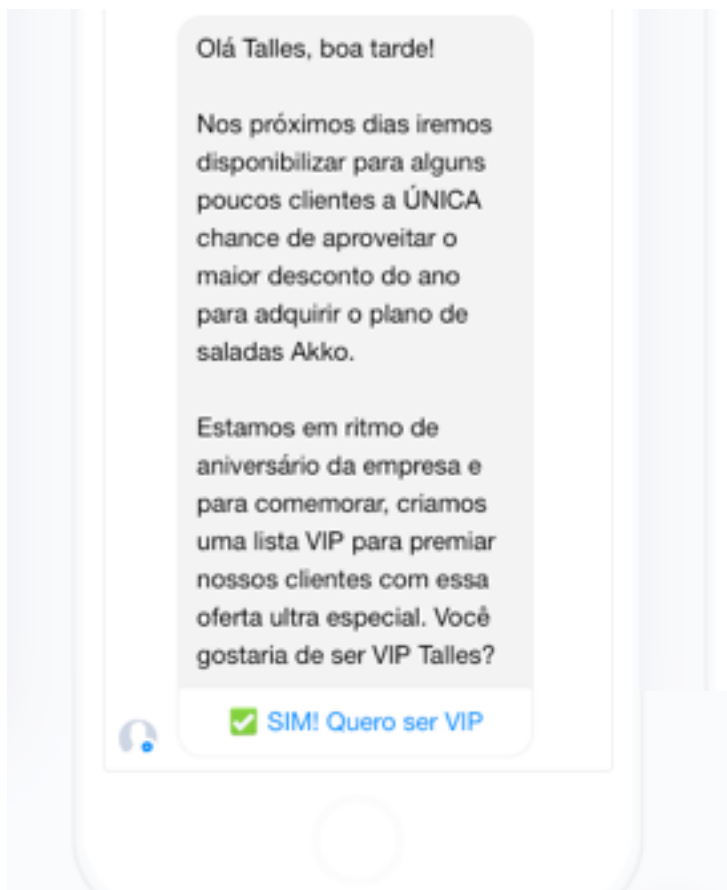 Olá Talles, boa tarde!
Nos próximos dias iremos
disponibilizar para alguns
poucos clientes a ÚNICA
chance de aproveitar o
maior desconto do ano
para adquirir o plano de
saladas Akko.
Estamos em ritmo de
aniversário da empresa e
para comemorar, criamos
uma lista VIP para premiar
nossos clientes com essa
oferta ultra especial. Você
gostaria de ser VIP Talles?
✅ SIM! Quero ser VIP